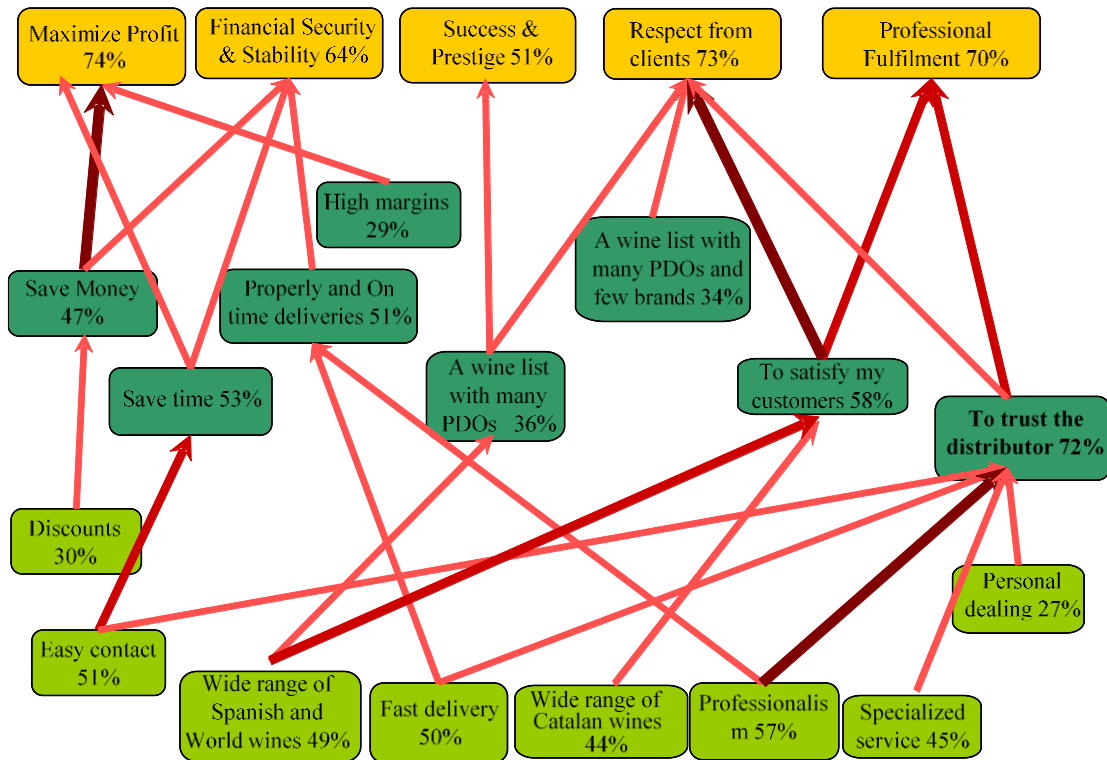 Maximize Profit
74%
Financial Security
& Stability 64%
Success &
Prestige 51%
Respect from
clients 73%
Professional
Fulfilment 70%
High margins
29%
A wine list with
many PDOs and
few brands 34%
Save Money
47%
Properly and On
time deliveries 51%
Save time 53%
A wine list
with many
PDOs 36%
To satisfy my
customers 58%
To trust the
distributor 72%
Discounts
30%
Personal
dealing 27%
Easy contact
51%
Wide range of
Spanish and
World wines 49%
Fast delivery
50%
Wide range of
Catalan wines
44%
Professionalis
m 57%
Specialized
service 45%